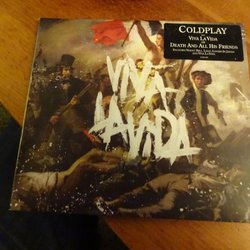 COLDPLAY
VIVA LA VIDA
OR
DEATH AND ALL HIS FRIENDS
VIVA
LA VIDA